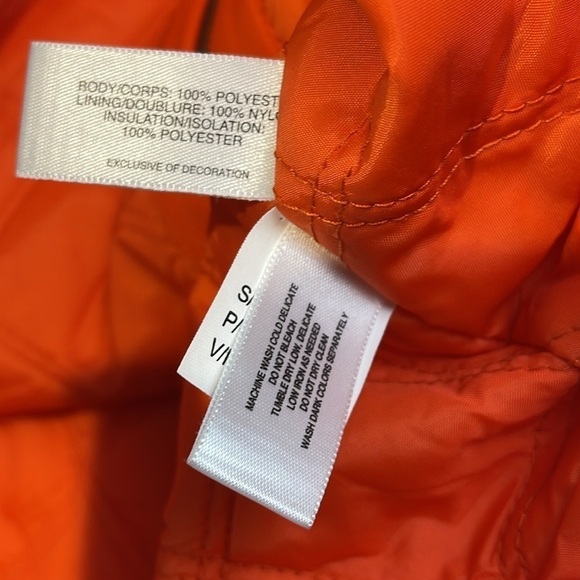 BODY/CORPS: 100% POLYEST
LINING/DOUBLURE: 100% NYLO
INSULATION/ISOLATION:
100% POLYESTER
EXCLUSIVE OF DECORATION
S
P/
V/
MACHINE WASH COLD DELICATE
DO NOT BLEACH
TUMBLE DRY LOW. DELICATE
LOW IRON AS NEEDED
DO NOT DRY CLEAN
WASH DARK COLORS SEPARATELY